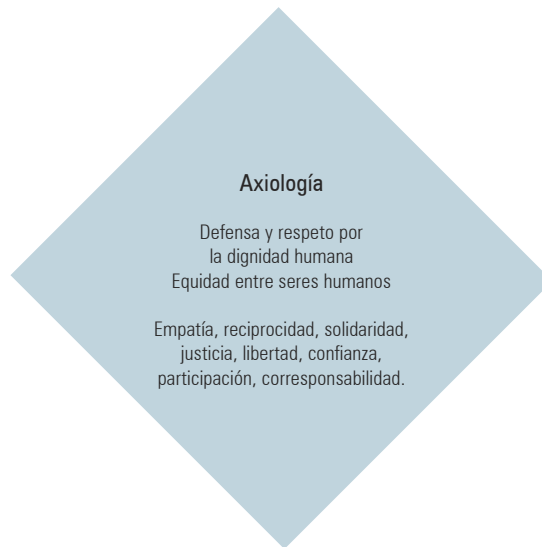 Axiología
Defensa y respeto por
la dignidad humana
Equidad entre seres humanos
Empatía, reciprocidad, solidaridad,
justicia, libertad, confianza,
participación, corresponsabilidad.